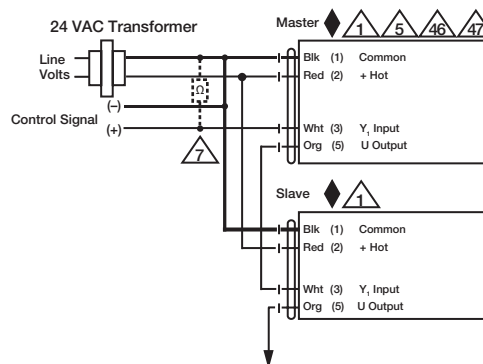 24 VAC Transformer
Master 1 5 46 47
Line
Volts
Blk (1) Common
Red (2) + Hot
Ω
(–)
Control Signal
(+)
Wht (3) Y₁ Input
Org (5) U Output
7
Slave 1
Blk (1) Common
Red (2) + Hot
Wht (3) Y₁ Input
Org (5) U Output